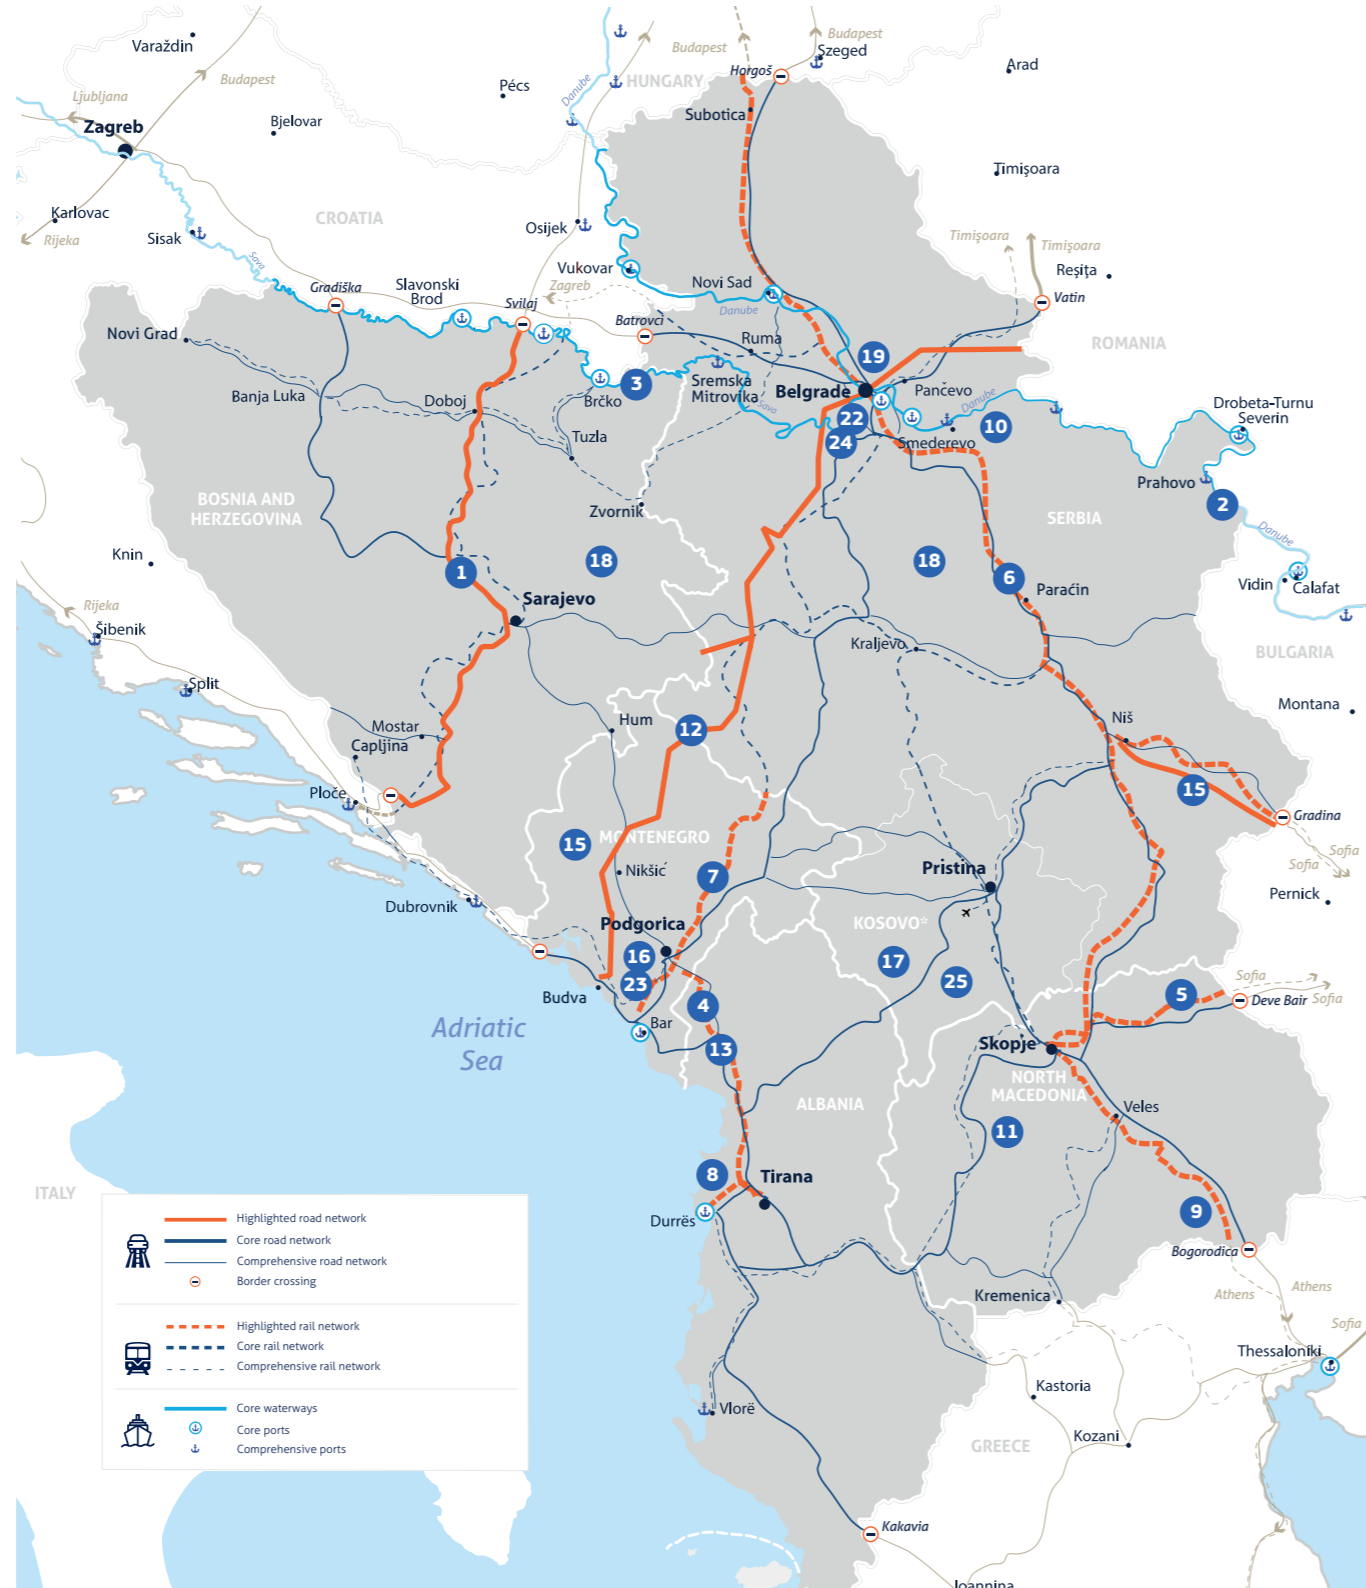 Varaždin
Budapest
Ljubljana
Zagreb
Bjelovar
Pécs
Danube
HUNGARY
Budapest
Horgoš
Budapest
Szeged
Arad
Subotica
Timişoara
Karlovac
Rijeka
Sisak
Sava
CROATIA
Osijek
Vukovar
Zagreb
Novi Sad
Danube
Timişoara
Timişoara
Reşiţa
Vatin
ROMANIA
Gradiška
Slavonski
Brod
Svilaj
Batrovci
Ruma
Novi Grad
Banja Luka
Doboj
Brčko
3
Sremska
Mitrovika
Sava
Belgrade
19
Pančevo
Danube
22
24
Smederevo
10
Drobeta-Turnu
Severin
Prahovo
2
Danube
Tuzla
Zvornik
BOSNIA AND
HERZEGOVINA
SERBIA
Knin
1
18
18
6
Paraćin
Vidin
Calafat
Sarajevo
Rijeka
Šibenik
Split
Kraljevo
BULGARIA
Montana
Mostar
Capljina
Hum
12
Niš
Ploče
15
Gradina
Sofia
Sofia
15
MONTENEGRO
Nikšić
7
Pristina
Pernick
Dubrovnik
Podgorica
KOSOVO*
16
17
23
25
Budva
4
Bar
5
Sofia
Deve Bair
Sofia
Adriatic
Sea
13
Skopje
NORTH
MACEDONIA
ALBANIA
11
Veles
8
Tirana
Durrës
9
Bogorodica
ITALY
Kremenica
Athens
Athens
Sofia
Thessaloniki
Kastoria
Kozani
GREECE
Vlorë
Kakavia
Ioannina
Highlighted road network
Core road network
Comprehensive road network
Border crossing
Highlighted rail network
Core rail network
Comprehensive rail network
Core waterways
Core ports
Comprehensive ports